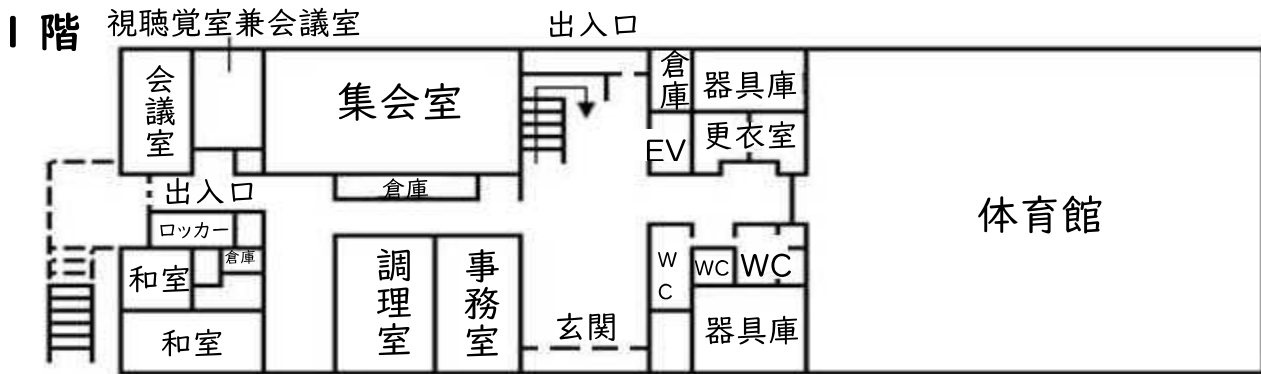 1階
視聴覚室兼会議室
出入口
会議室
集会室
倉庫
器具庫
EV
更衣室
出入口
倉庫
体育館
ロッカー
和室
倉庫
調理室
事務室
WC
WC
WC
玄関
器具庫
和室